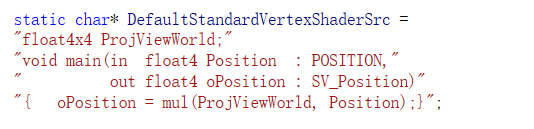 static char* DefaultStandardVertexShaderSrc =
"float4x4 ProjViewWorld;"
"void main(in  float4 Position  : POSITION,"
"          out float4 oPosition : SV_Position)"
"{   oPosition = mul(ProjViewWorld, Position);}";